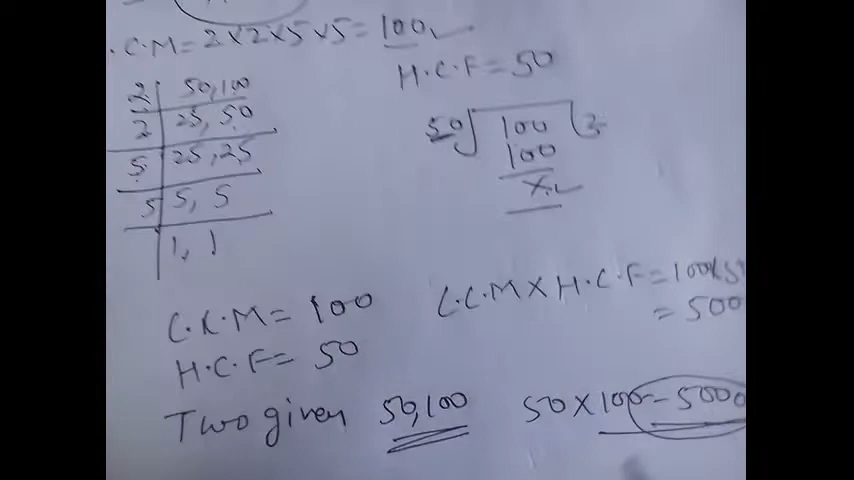 .C.M=2×2×5×5=100
H.C.F=50
2 50,100
2 25, 50
5 25,25
5 5, 5
1, 1
50 100 2
100
×
L.C.M= 100
H.C.F= 50
L.C.M×H.C.F=100×5
= 500
Two given 50,100 50×100=5000